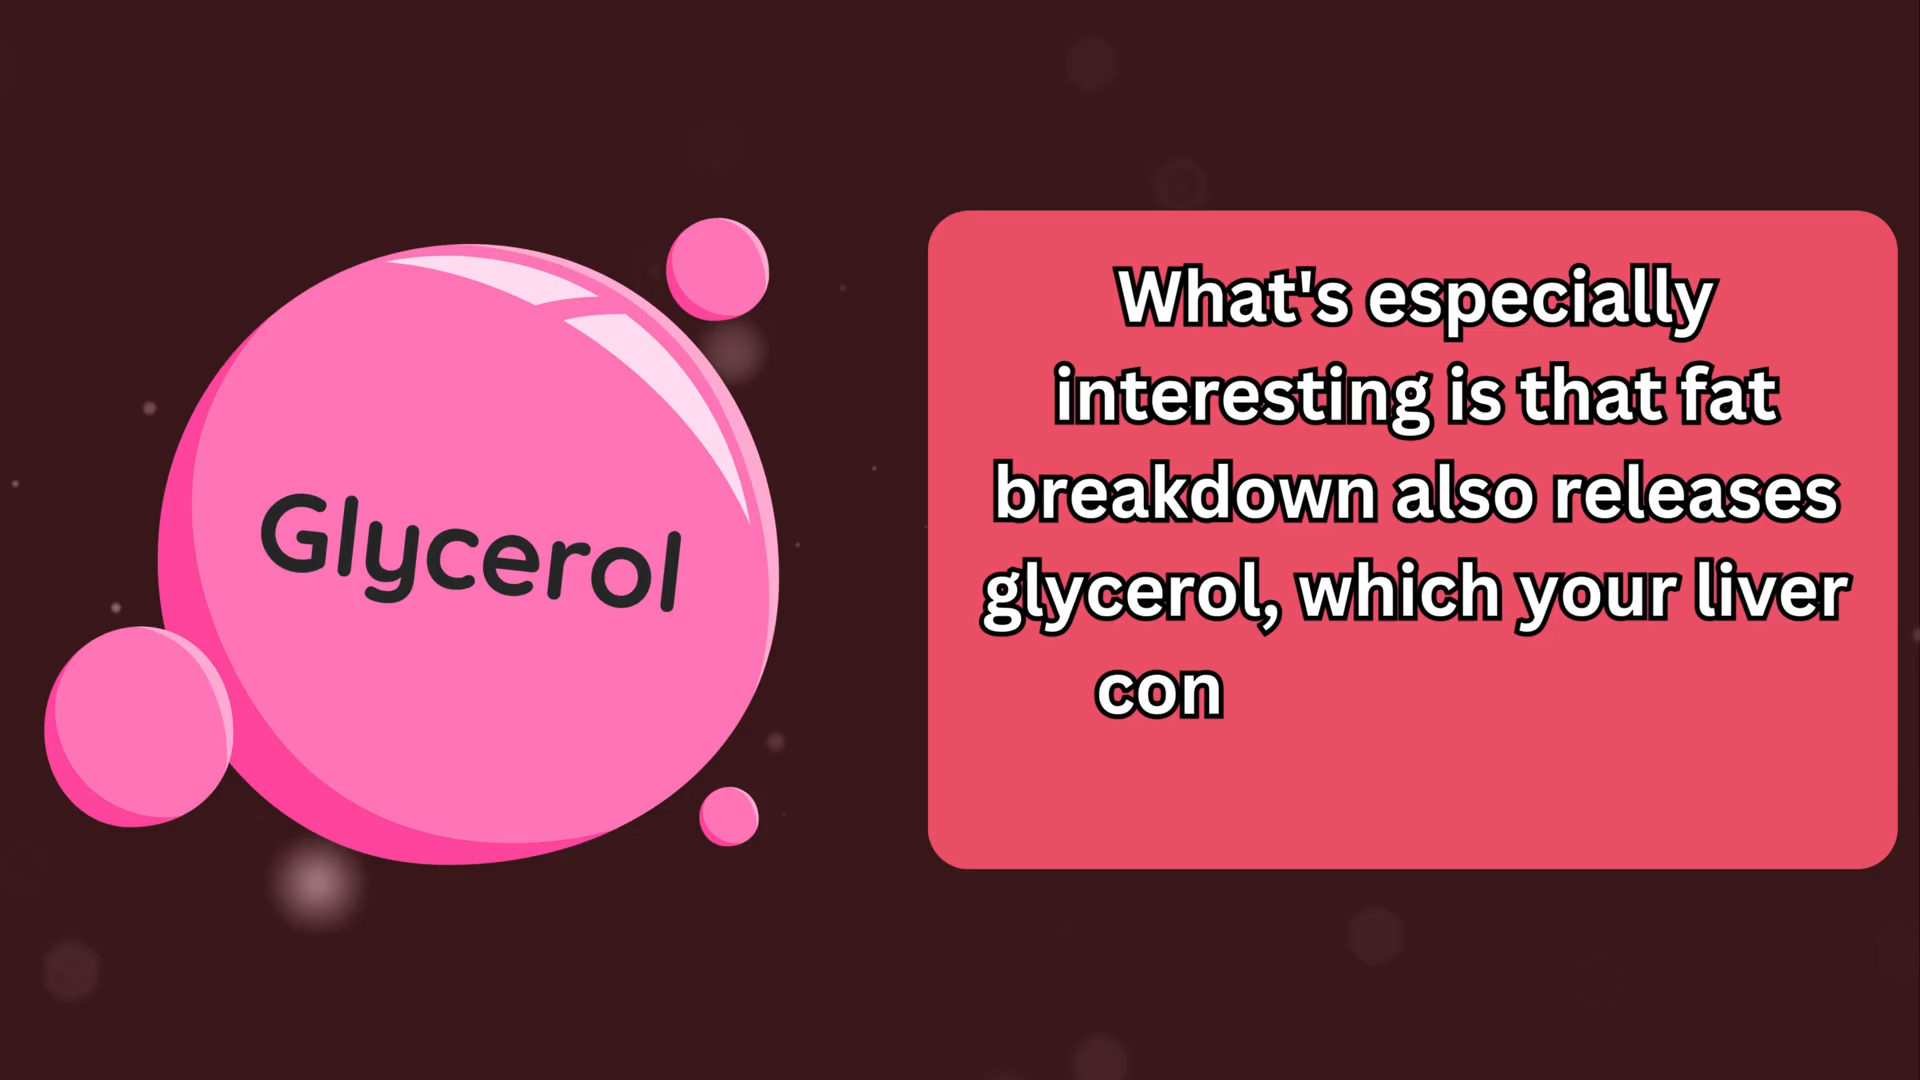 Glycerol
What's especially
interesting is that fat
breakdown also releases
glycerol, which your liver
con